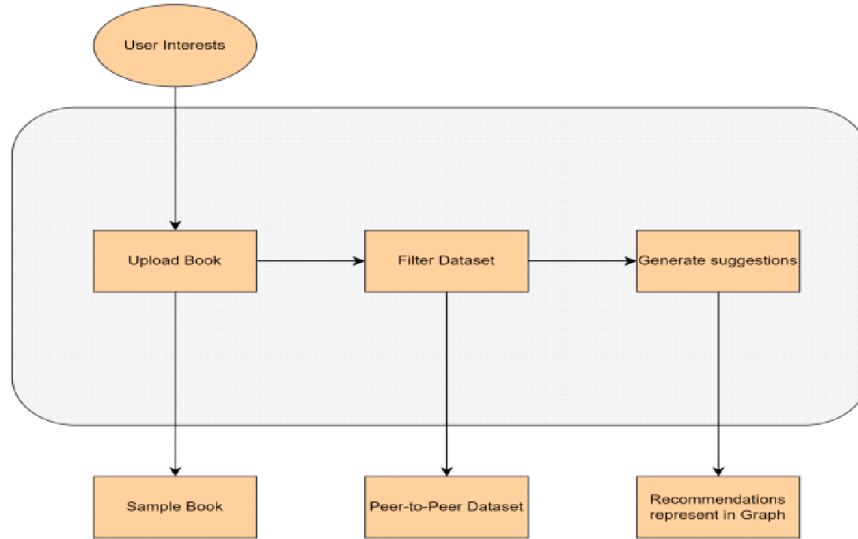 User Interests
Upload Book
Filter Dataset
Generate suggestions
Sample Book
Peer-to-Peer Dataset
Recommendations
represent in Graph